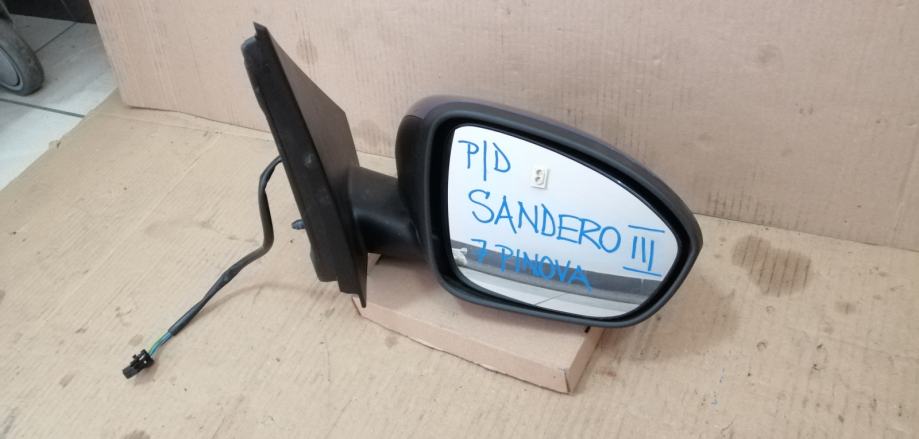 P/D
SANDERO III
7 PINOVA